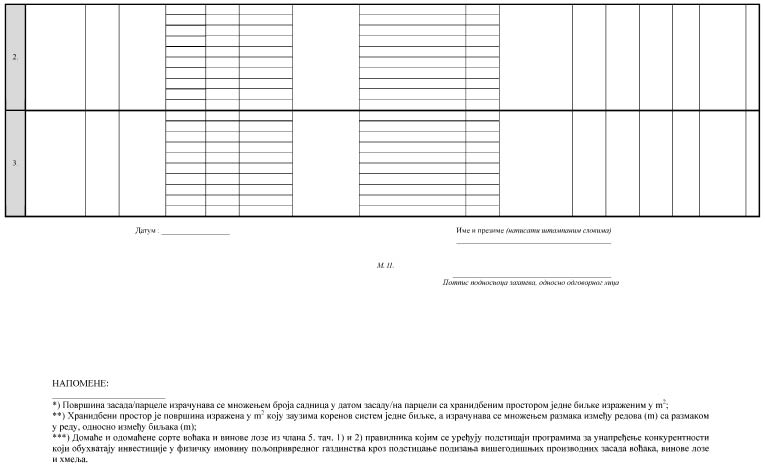 2.
3
Датум : ___________________
Име и презиме (написати штампаним словима)
М. П.
Потпис подносиоца захтева, односно одговорног лица
НАПОМЕНЕ:
*) Површина засада/парцеле израчунава се множењем броја садница у датом засаду/на парцели са хранидбеним простором једне биљке израженим у m²;
**) Хранидбени простор је површина изражена у m² коју заузима коренов систем једне биљке, а израчунава се множењем размака између редова (m) са размаком
у реду, односно између биљака (m);
***) Домаће и одомаћене сорте воћака и винове лозе из члана 5. тач. 1) и 2) правилника којим се уређују подстицаји програмима за унапређење конкурентности
који обухватају инвестиције у физичку имовину пољопривредног газдинства кроз подстицање подизања вишегодишњих производних засада воћака, винове лозе
и хмеља.